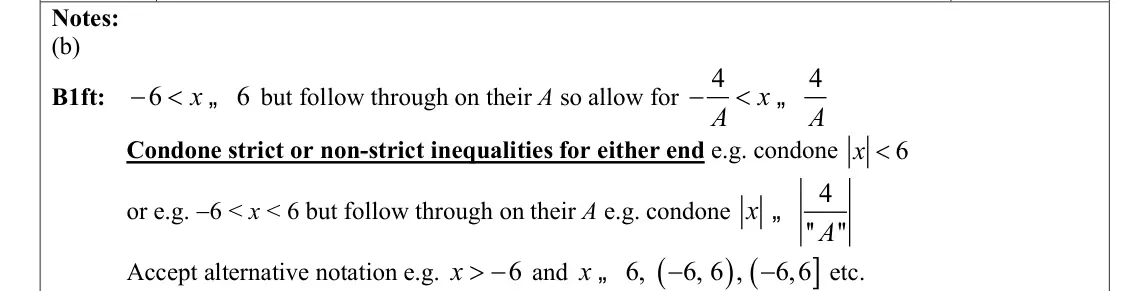 Notes:
(b)
B1ft: −6 < x „ 6 but follow through on their A so allow for −4/A < x „ 4/A
Condone strict or non-strict inequalities for either end e.g. condone |x| < 6
or e.g. –6 < x < 6 but follow through on their A e.g. condone |x| „ |4/"A"|
Accept alternative notation e.g. x > −6 and x „ 6, (−6, 6), (−6, 6] etc.